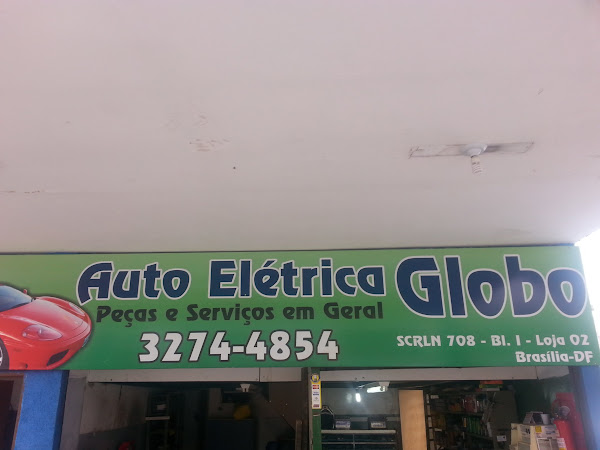 Auto Elétrica Globo
Peças e Serviços em Geral
3274-4854
SCRLN 708 - Bl. I - Loja 02
Brasília-DF